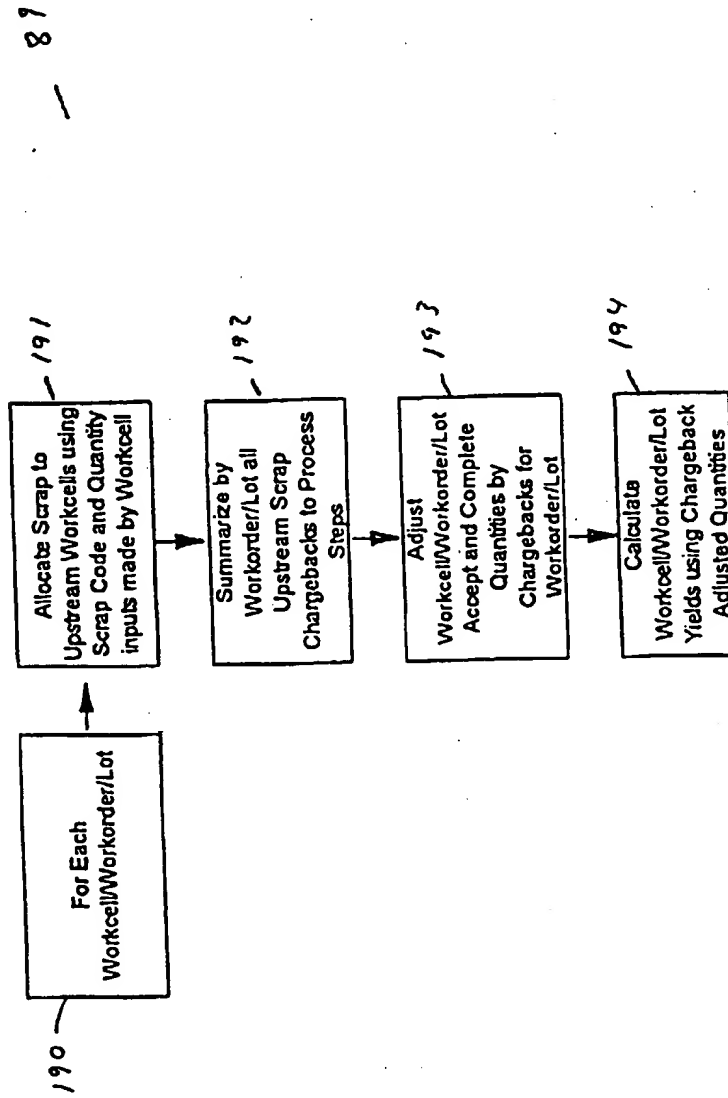 89
190
For Each
Workcell/Workorder/Lot
191
Allocate Scrap to
Upstream Workcells using
Scrap Code and Quantity
inputs made by Workcell
192
Summarize by
Workorder/Lot all
Upstream Scrap
Chargebacks to Process
Steps
193
Adjust
Workcell/Workorder/Lot
Accept and Complete
Quantities by
Chargebacks for
Workorder/Lot
194
Calculate
Workcell/Workorder/Lot
Yields using Chargeback
Adjusted Quantities